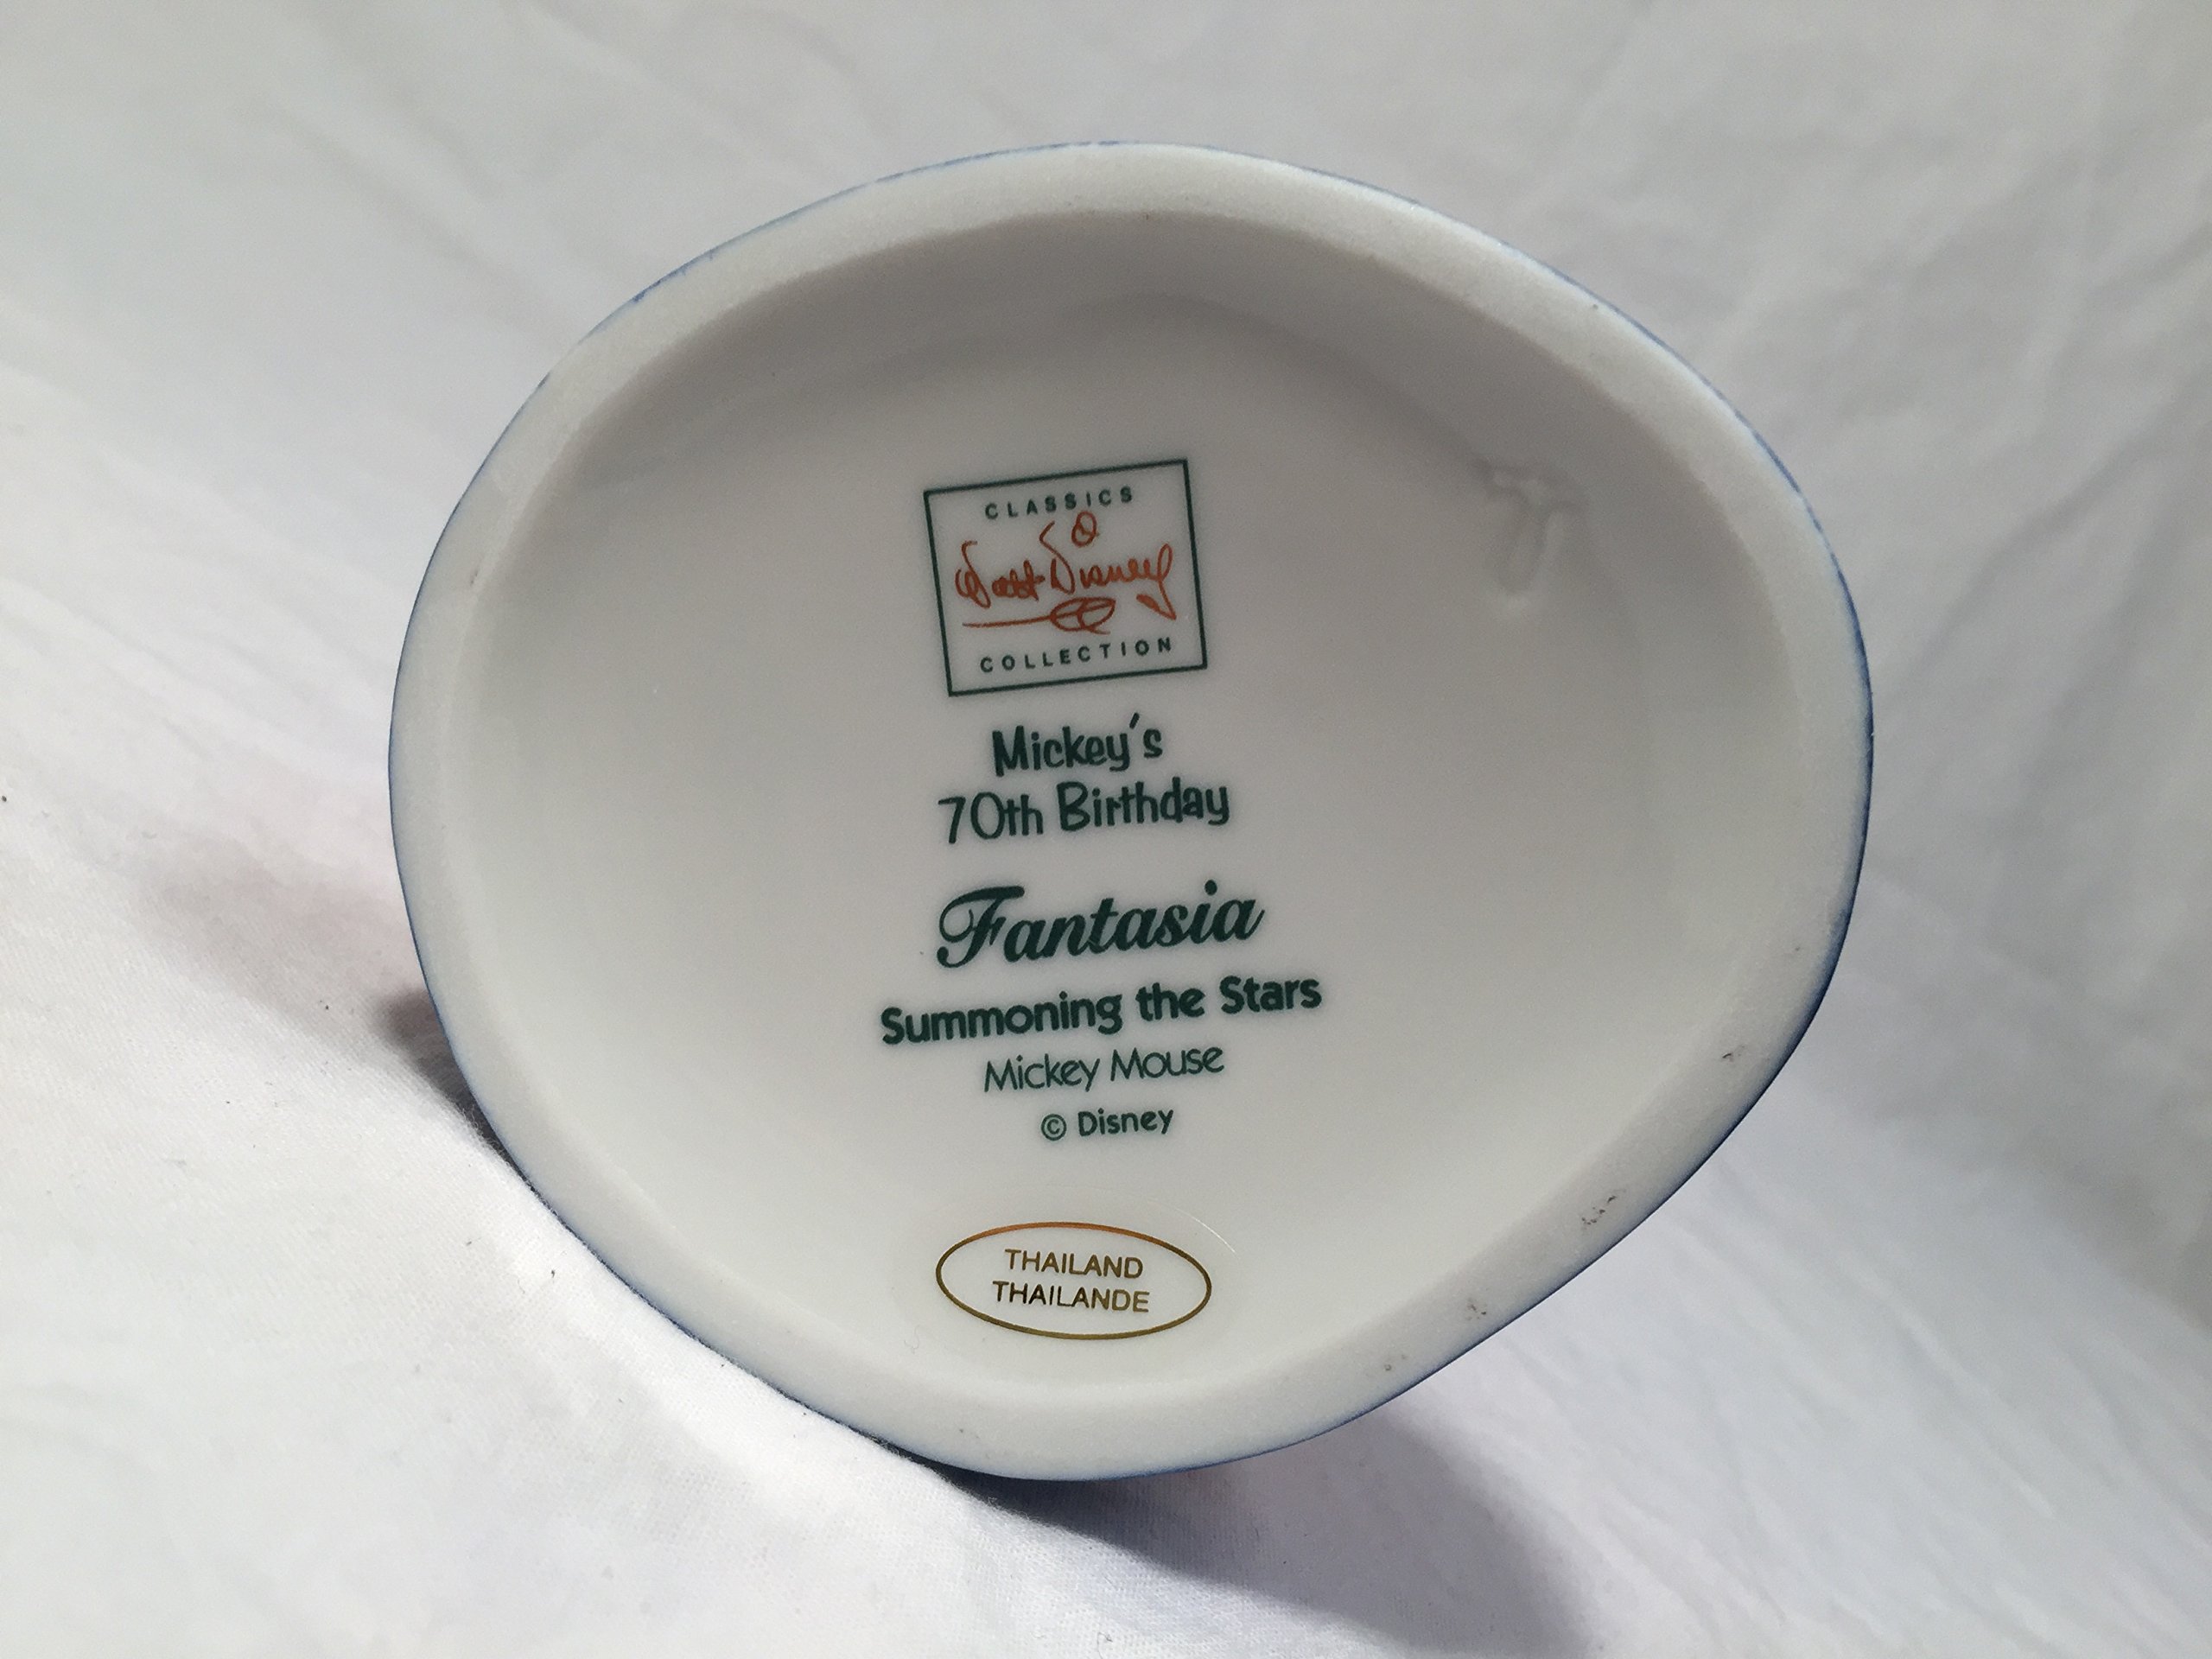 CLASSICS
Walt Disney
COLLECTION
Mickey's
70th Birthday
Fantasia
Summoning the Stars
Mickey Mouse
© Disney
THAILAND
THAILANDE